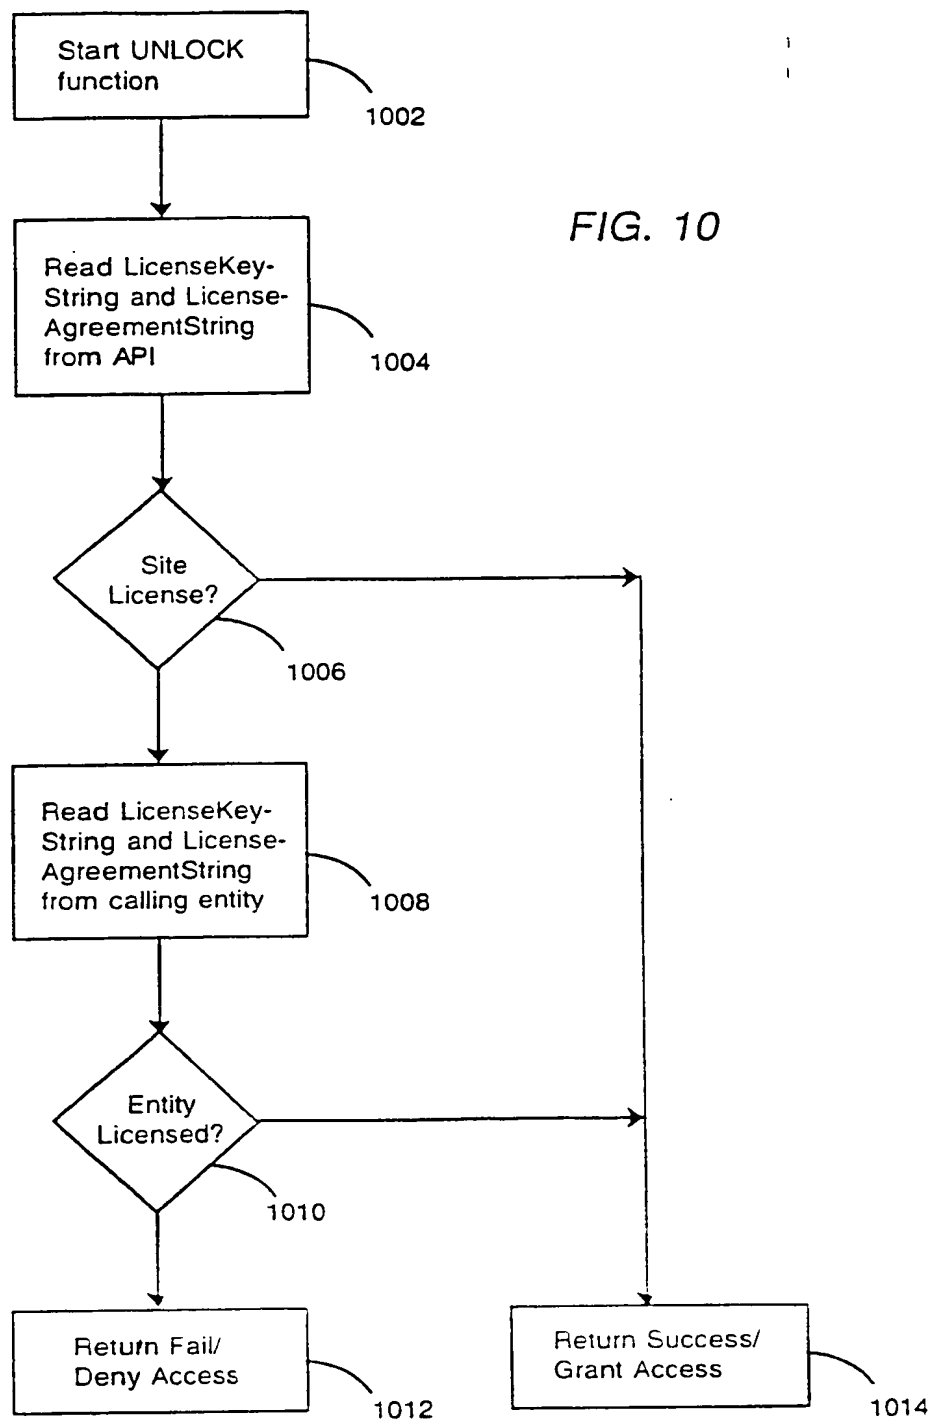 Start UNLOCK
function
1002
FIG. 10
Read LicenseKey-
String and License-
AgreementString
from API
1004
Site
License?
1006
Read LicenseKey-
String and License-
AgreementString
from calling entity
1008
Entity
Licensed?
1010
Return Fail/
Deny Access
1012
Return Success/
Grant Access
1014